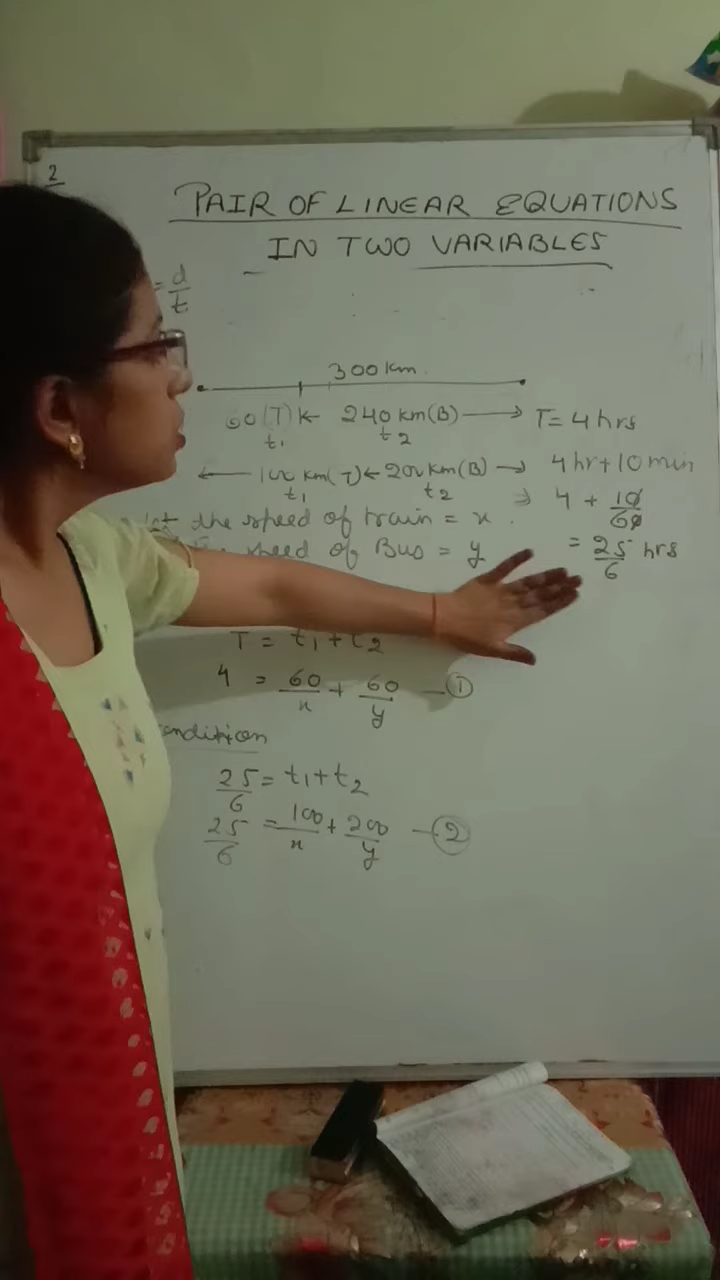 2
PAIR OF LINEAR EQUATIONS
IN TWO VARIABLES
= d/t
300 km
60 (T) ← 240 km (B) → T = 4 hrs
t₁ t₂
← 100 km (T) ← 200 km (B) → 4 hr + 10 min
t₁ t₂ ⇒ 4 + 10/60
Let the speed of train = x.
speed of Bus = y = 25/6 hrs
T = t₁ + t₂
4 = 60/x + 60/y — ①
condition
25/6 = t₁ + t₂
25/6 = 100/x + 200/y — ②